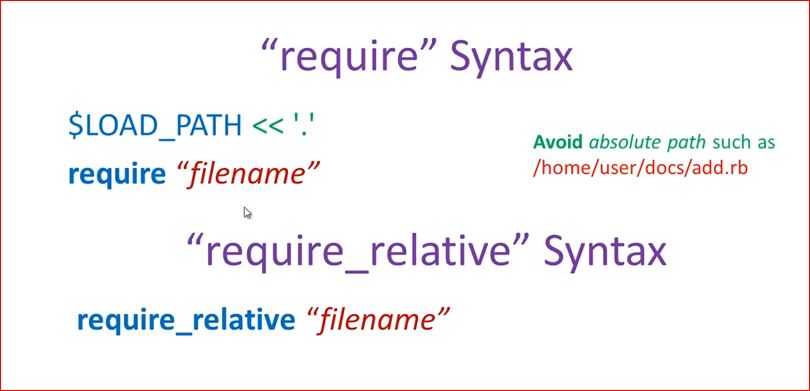 “require” Syntax
$LOAD_PATH << '.'
require “filename”
Avoid absolute path such as
/home/user/docs/add.rb
“require_relative” Syntax
require_relative “filename”